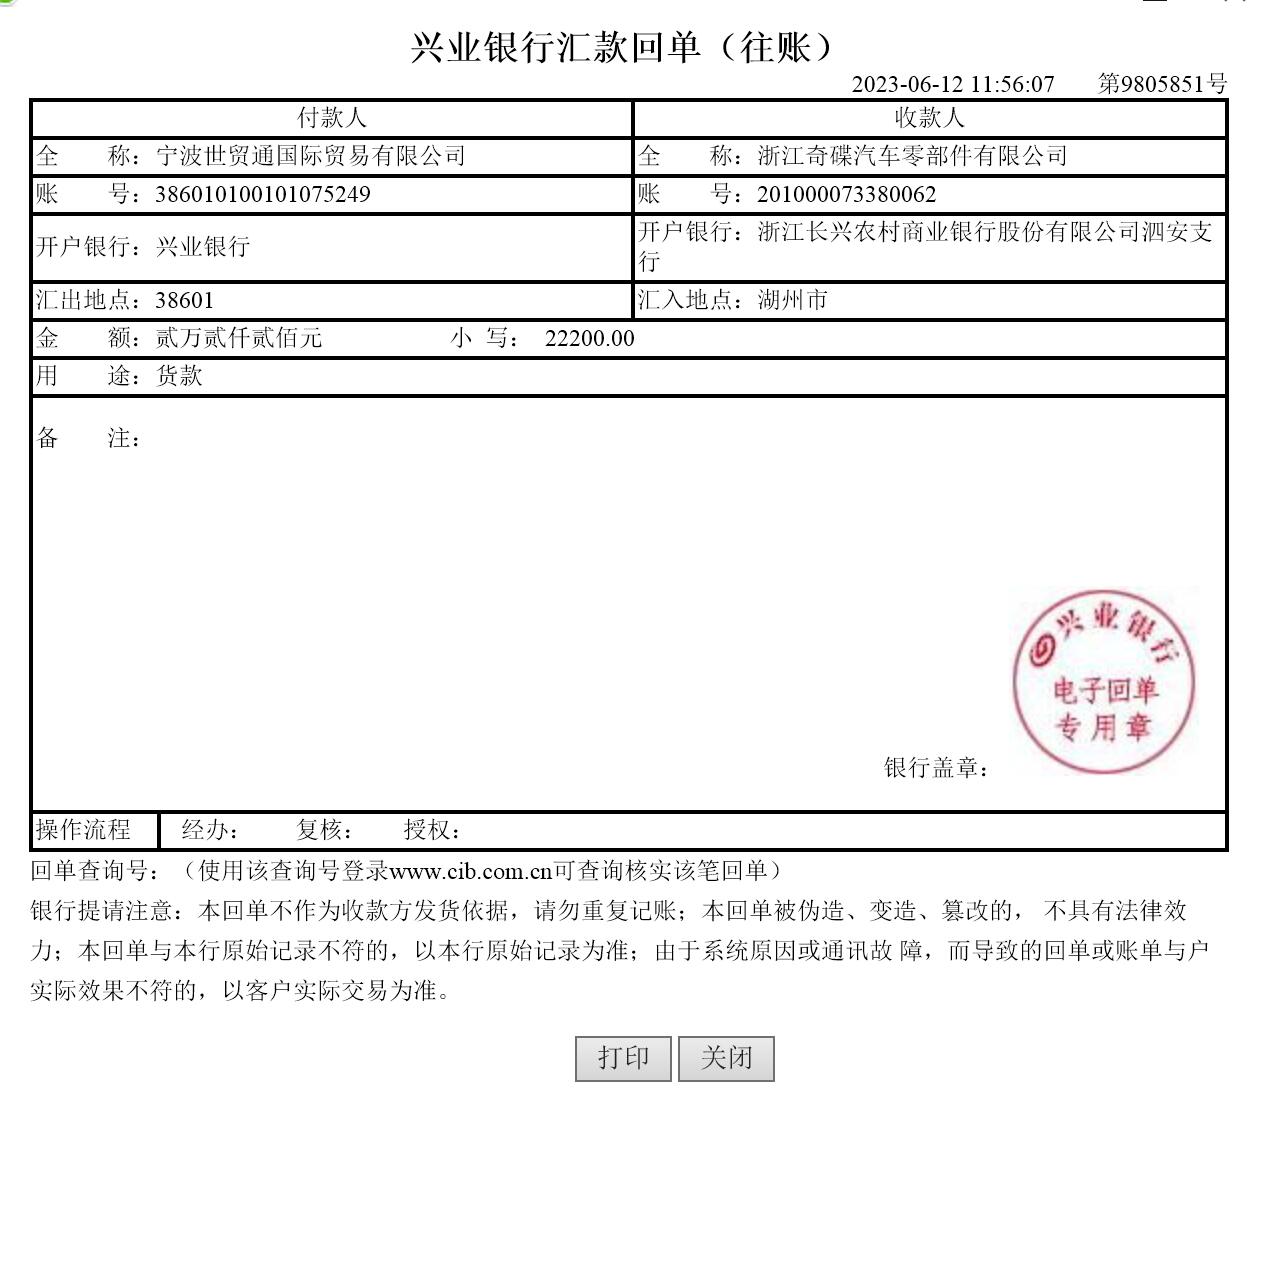 兴业银行汇款回单（往账）
2023-06-12 11:56:07 第9805851号
付款人 收款人
全 称：宁波世贸通国际贸易有限公司 全 称：浙江奇碟汽车零部件有限公司
账 号：386010100101075249 账 号：201000073380062
开户银行：兴业银行 开户银行：浙江长兴农村商业银行股份有限公司泗安支
行
汇出地点：38601 汇入地点：湖州市
金 额：贰万贰仟贰佰元 小 写： 22200.00
用 途：货款
备 注：
兴业银行
电子回单
专用章
银行盖章：
操作流程 经办： 复核： 授权：
回单查询号：（使用该查询号登录www.cib.com.cn可查询核实该笔回单）
银行提请注意：本回单不作为收款方发货依据，请勿重复记账；本回单被伪造、变造、篡改的， 不具有法律效
力；本回单与本行原始记录不符的，以本行原始记录为准；由于系统原因或通讯故 障，而导致的回单或账单与户
实际效果不符的，以客户实际交易为准。
打印 关闭